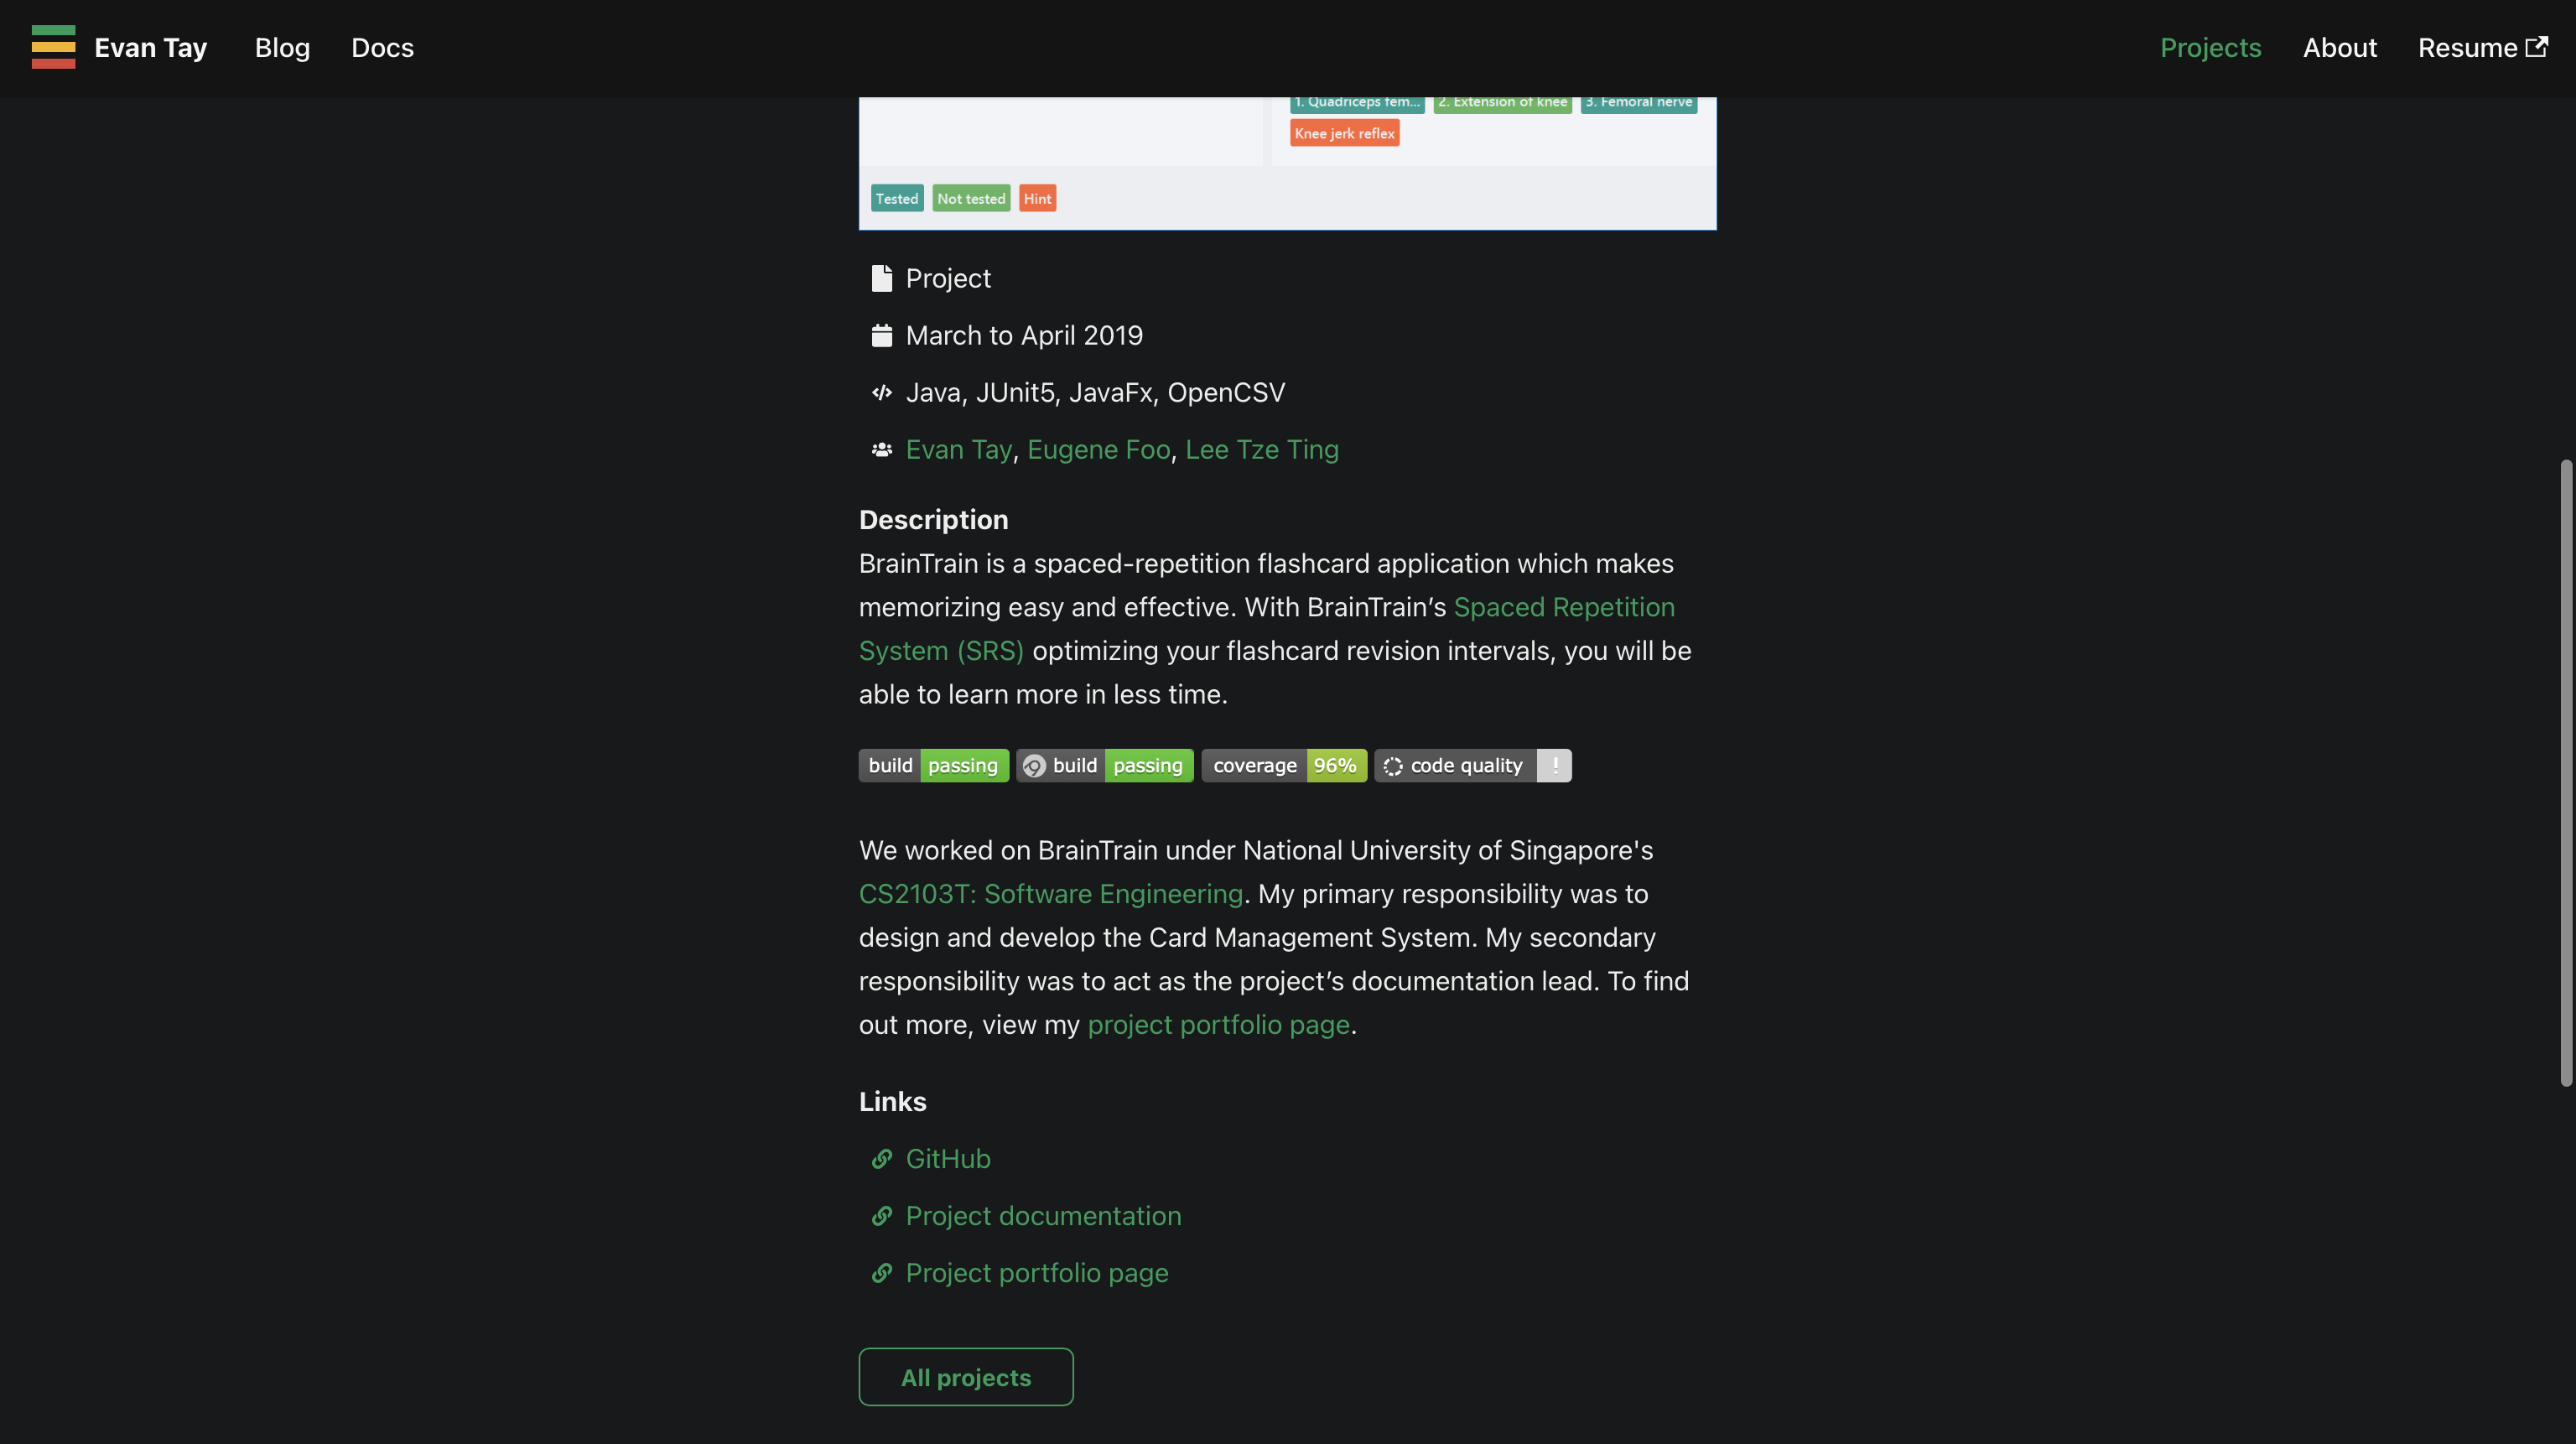 Evan Tay Blog Docs Projects About Resume
1. Quadriceps fem... 2. Extension of knee 3. Femoral nerve
Knee jerk reflex
Tested Not tested Hint
Project
March to April 2019
</> Java, JUnit5, JavaFx, OpenCSV
Evan Tay, Eugene Foo, Lee Tze Ting
Description
BrainTrain is a spaced-repetition flashcard application which makes
memorizing easy and effective. With BrainTrain’s Spaced Repetition
System (SRS) optimizing your flashcard revision intervals, you will be
able to learn more in less time.
build passing build passing coverage 96% code quality !
We worked on BrainTrain under National University of Singapore's
CS2103T: Software Engineering. My primary responsibility was to
design and develop the Card Management System. My secondary
responsibility was to act as the project’s documentation lead. To find
out more, view my project portfolio page.
Links
GitHub
Project documentation
Project portfolio page
All projects